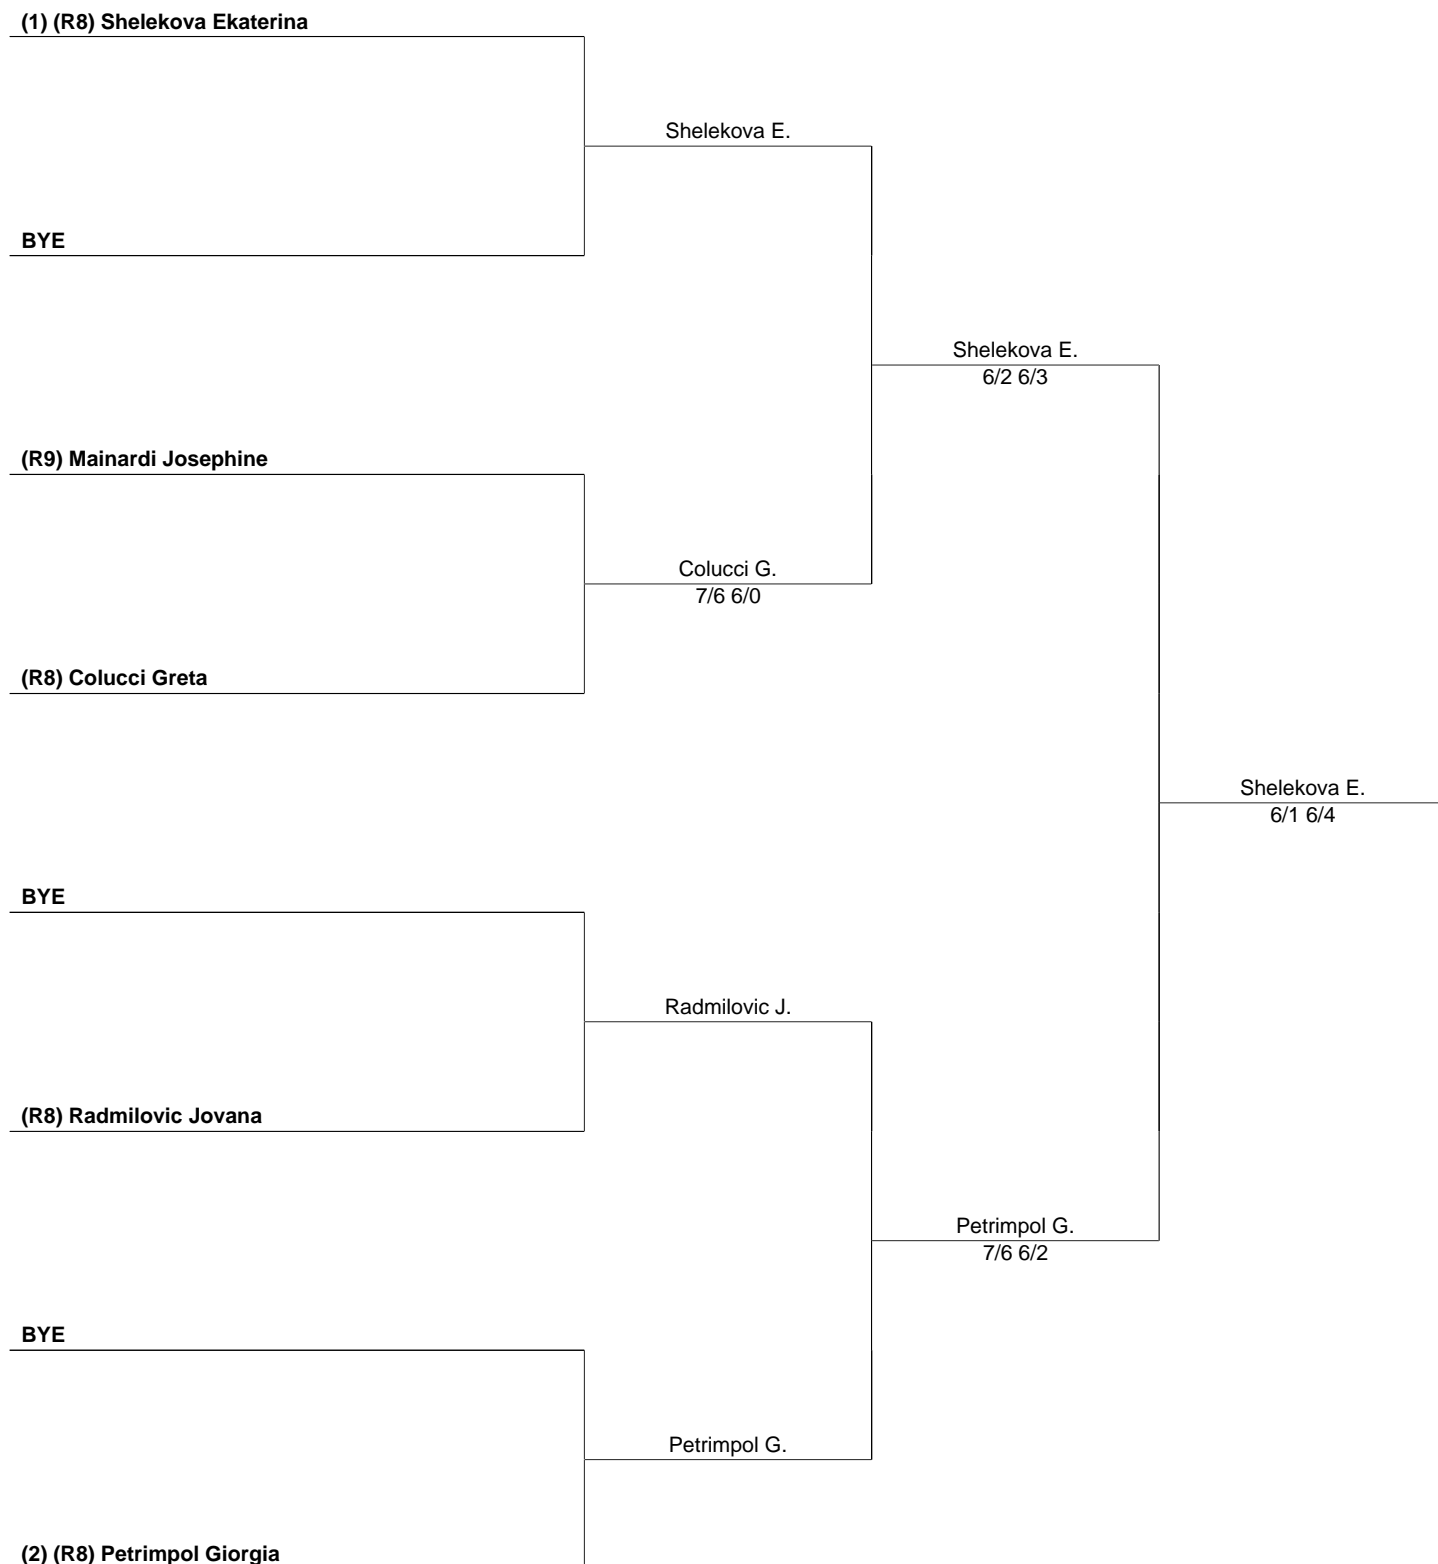 (1) (R8) Shelekova Ekaterina
Shelekova E.
BYE
Shelekova E.
6/2 6/3
(R9) Mainardi Josephine
Colucci G.
7/6 6/0
(R8) Colucci Greta
Shelekova E.
6/1 6/4
BYE
Radmilovic J.
(R8) Radmilovic Jovana
Petrimpol G.
7/6 6/2
BYE
Petrimpol G.
(2) (R8) Petrimpol Giorgia